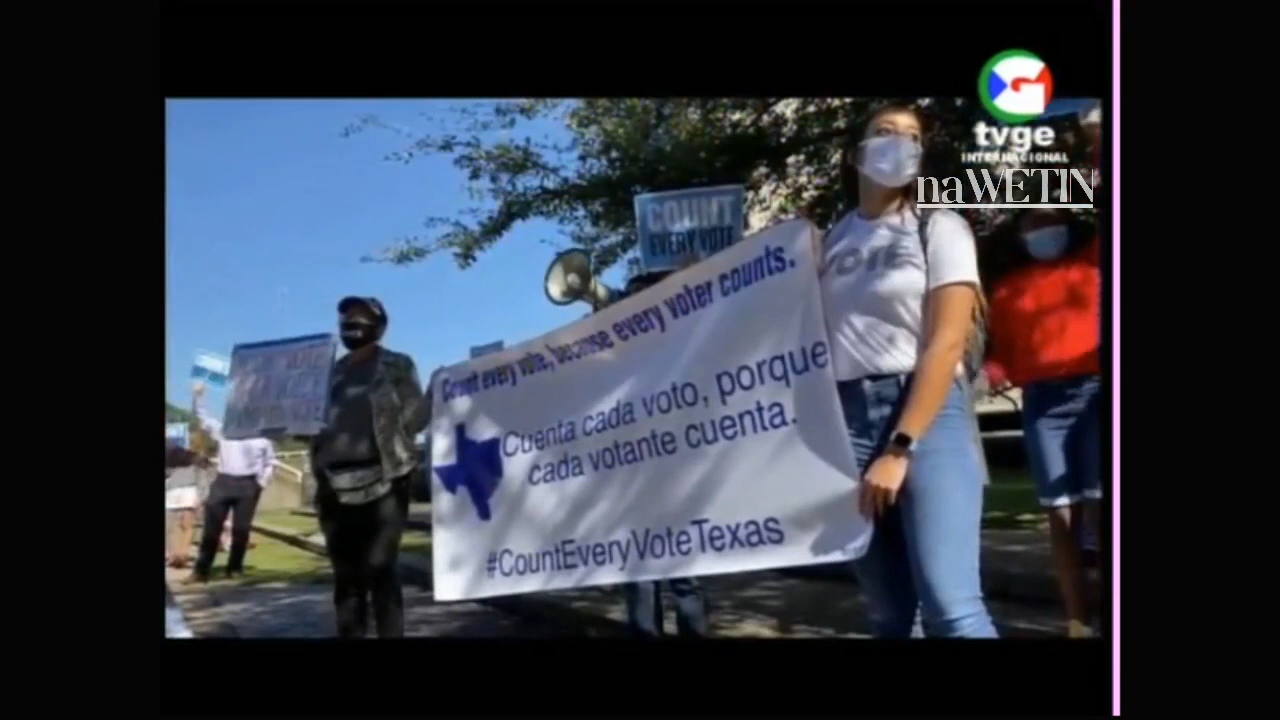 tvge
INTERNACIONAL
naWETIN
COUNT
EVERY VOTE
VOTE
Count every vote, because every voter counts.
Cuenta cada voto, porque
cada votante cuenta.
#CountEveryVoteTexas